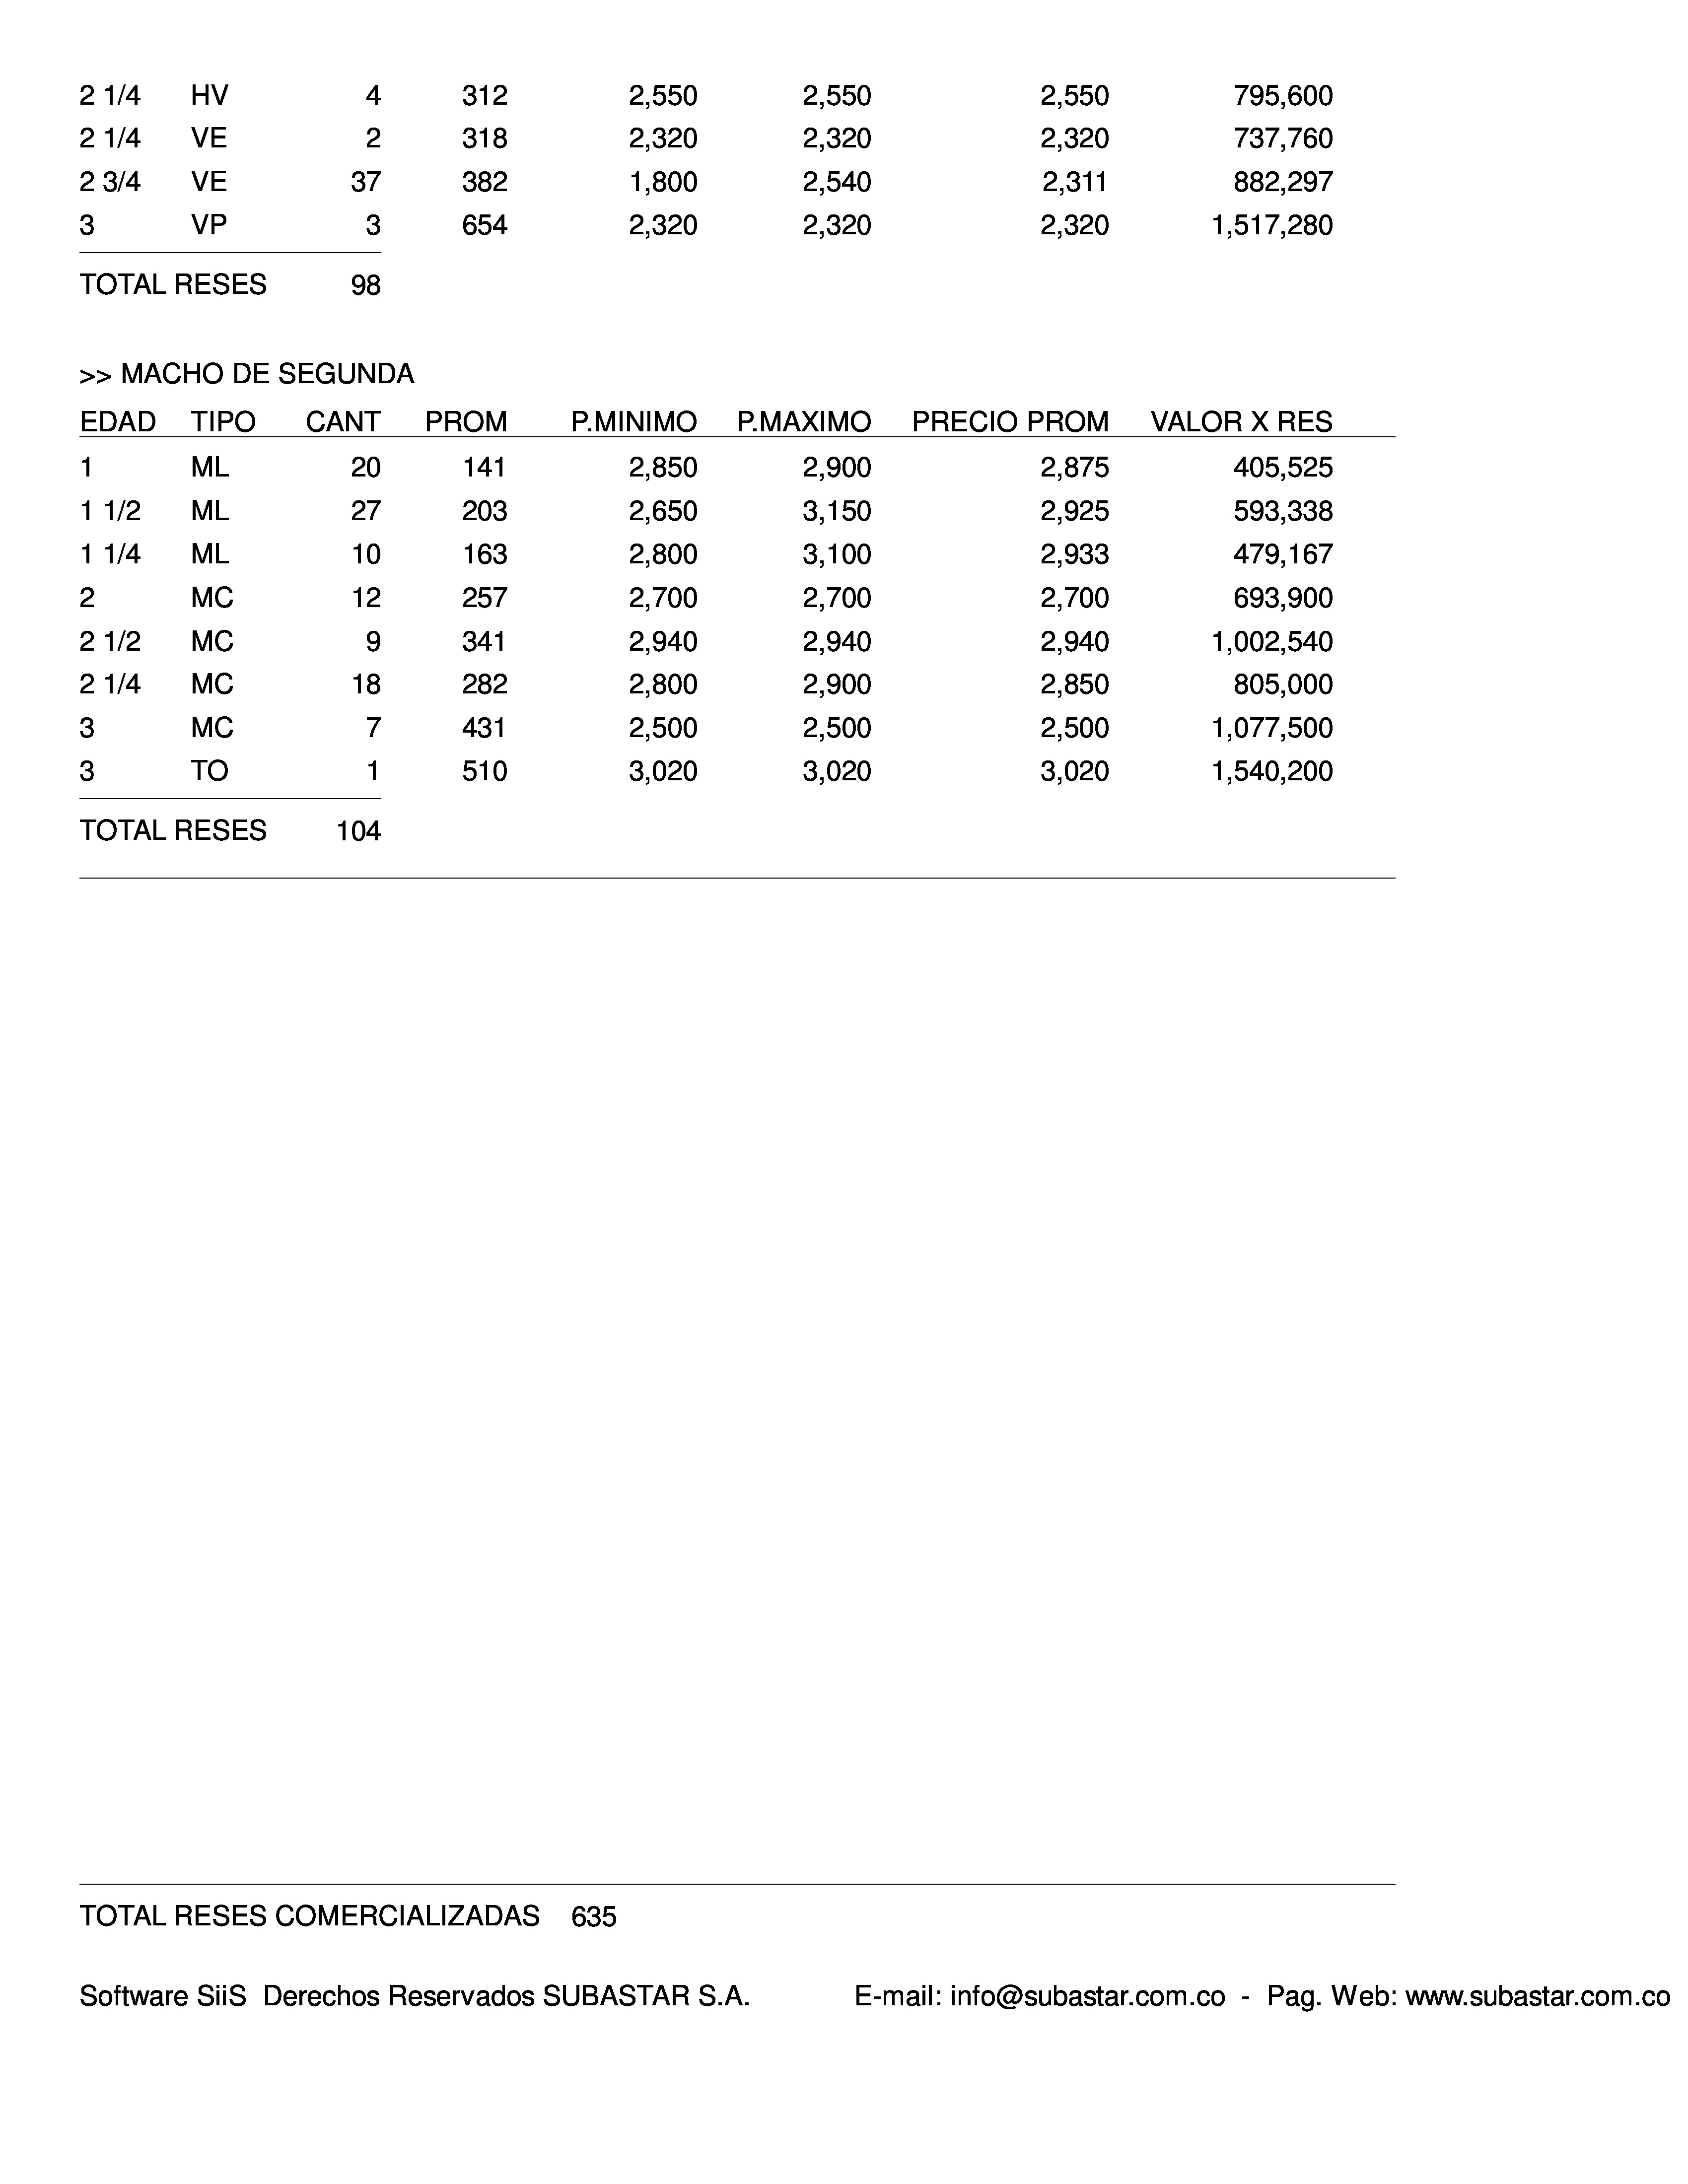 2 1/4 HV 4 312 2,550 2,550 2,550 795,600
2 1/4 VE 2 318 2,320 2,320 2,320 737,760
2 3/4 VE 37 382 1,800 2,540 2,311 882,297
3 VP 3 654 2,320 2,320 2,320 1,517,280
TOTAL RESES 98
>> MACHO DE SEGUNDA
EDAD TIPO CANT PROM P.MINIMO P.MAXIMO PRECIO PROM VALOR X RES
1 ML 20 141 2,850 2,900 2,875 405,525
1 1/2 ML 27 203 2,650 3,150 2,925 593,338
1 1/4 ML 10 163 2,800 3,100 2,933 479,167
2 MC 12 257 2,700 2,700 2,700 693,900
2 1/2 MC 9 341 2,940 2,940 2,940 1,002,540
2 1/4 MC 18 282 2,800 2,900 2,850 805,000
3 MC 7 431 2,500 2,500 2,500 1,077,500
3 TO 1 510 3,020 3,020 3,020 1,540,200
TOTAL RESES 104
TOTAL RESES COMERCIALIZADAS 635
Software SiiS Derechos Reservados SUBASTAR S.A. E-mail: info@subastar.com.co - Pag. Web: www.subastar.com.co